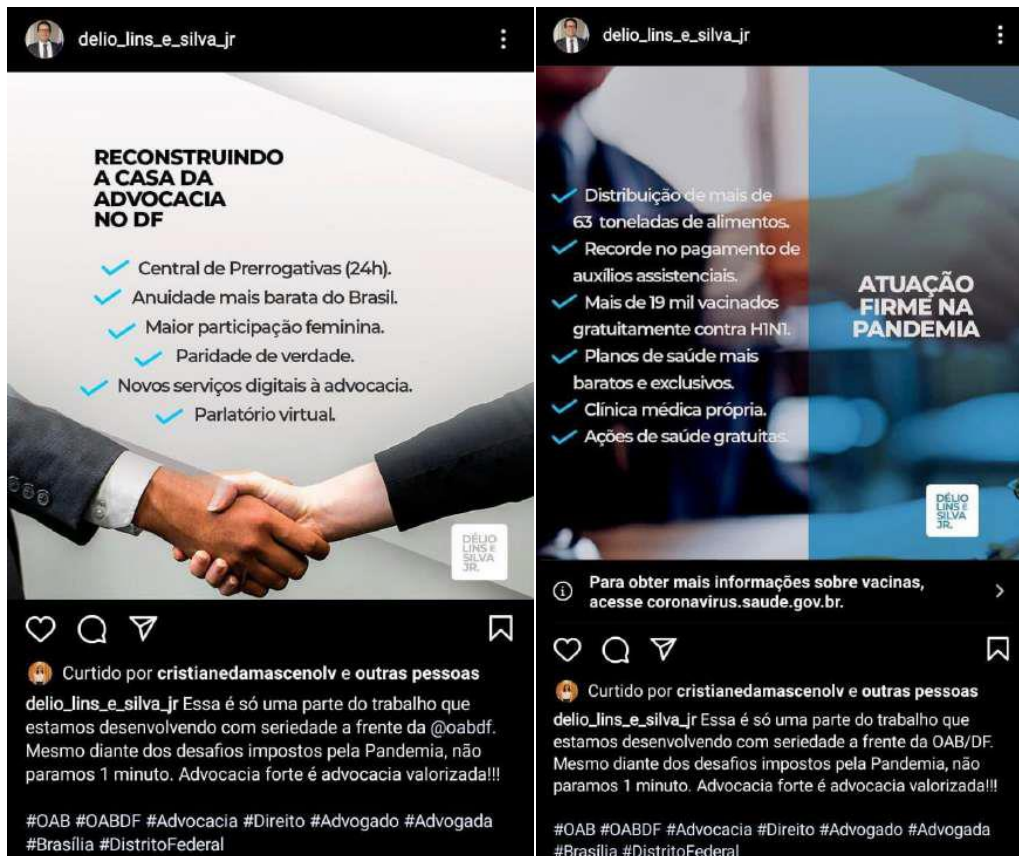 delio_lins_e_silva_jr
RECONSTRUINDO
A CASA DA
ADVOCACIA
NO DF
Central de Prerrogativas (24h).
Anuidade mais barata do Brasil.
Maior participação feminina.
Paridade de verdade.
Novos serviços digitais à advocacia.
Parlatório virtual.
DÉLIO
LINS E
SILVA
JR.
Curtido por cristianedamascenolv e outras pessoas
delio_lins_e_silva_jr Essa é só uma parte do trabalho que
estamos desenvolvendo com seriedade a frente da @oabdf.
Mesmo diante dos desafios impostos pela Pandemia, não
paramos 1 minuto. Advocacia forte é advocacia valorizada!!!
#OAB #OABDF #Advocacia #Direito #Advogado #Advogada
#Brasília #DistritoFederal
delio_lins_e_silva_jr
Distribuição de mais de
63 toneladas de alimentos.
Recorde no pagamento de
auxílios assistenciais.
Mais de 19 mil vacinados
gratuitamente contra H1N1.
Planos de saúde mais
baratos e exclusivos.
Clínica médica própria.
Ações de saúde gratuitas.
ATUAÇÃO
FIRME NA
PANDEMIA
DÉLIO
LINS E
SILVA
JR.
Para obter mais informações sobre vacinas,
acesse coronavirus.saude.gov.br.
Curtido por cristianedamascenolv e outras pessoas
delio_lins_e_silva_jr Essa é só uma parte do trabalho que
estamos desenvolvendo com seriedade a frente da OAB/DF.
Mesmo diante dos desafios impostos pela Pandemia, não
paramos 1 minuto. Advocacia forte é advocacia valorizada!!!
#OAB #OABDF #Advocacia #Direito #Advogado #Advogada
#Brasília #DistritoFederal